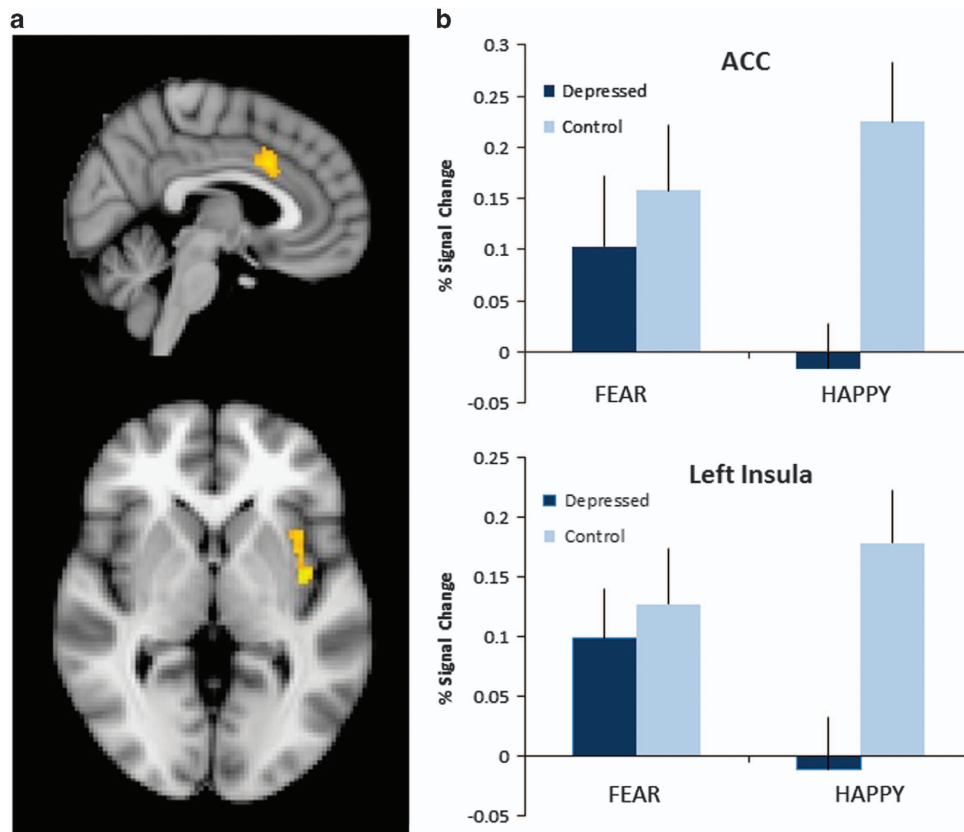 a
b
ACC
Depressed
Control
% Signal Change
0.3
0.25
0.2
0.15
0.1
0.05
0
-0.05
FEAR HAPPY
Left Insula
Depressed
Control
% Signal Change
0.25
0.2
0.15
0.1
0.05
0
-0.05
FEAR HAPPY